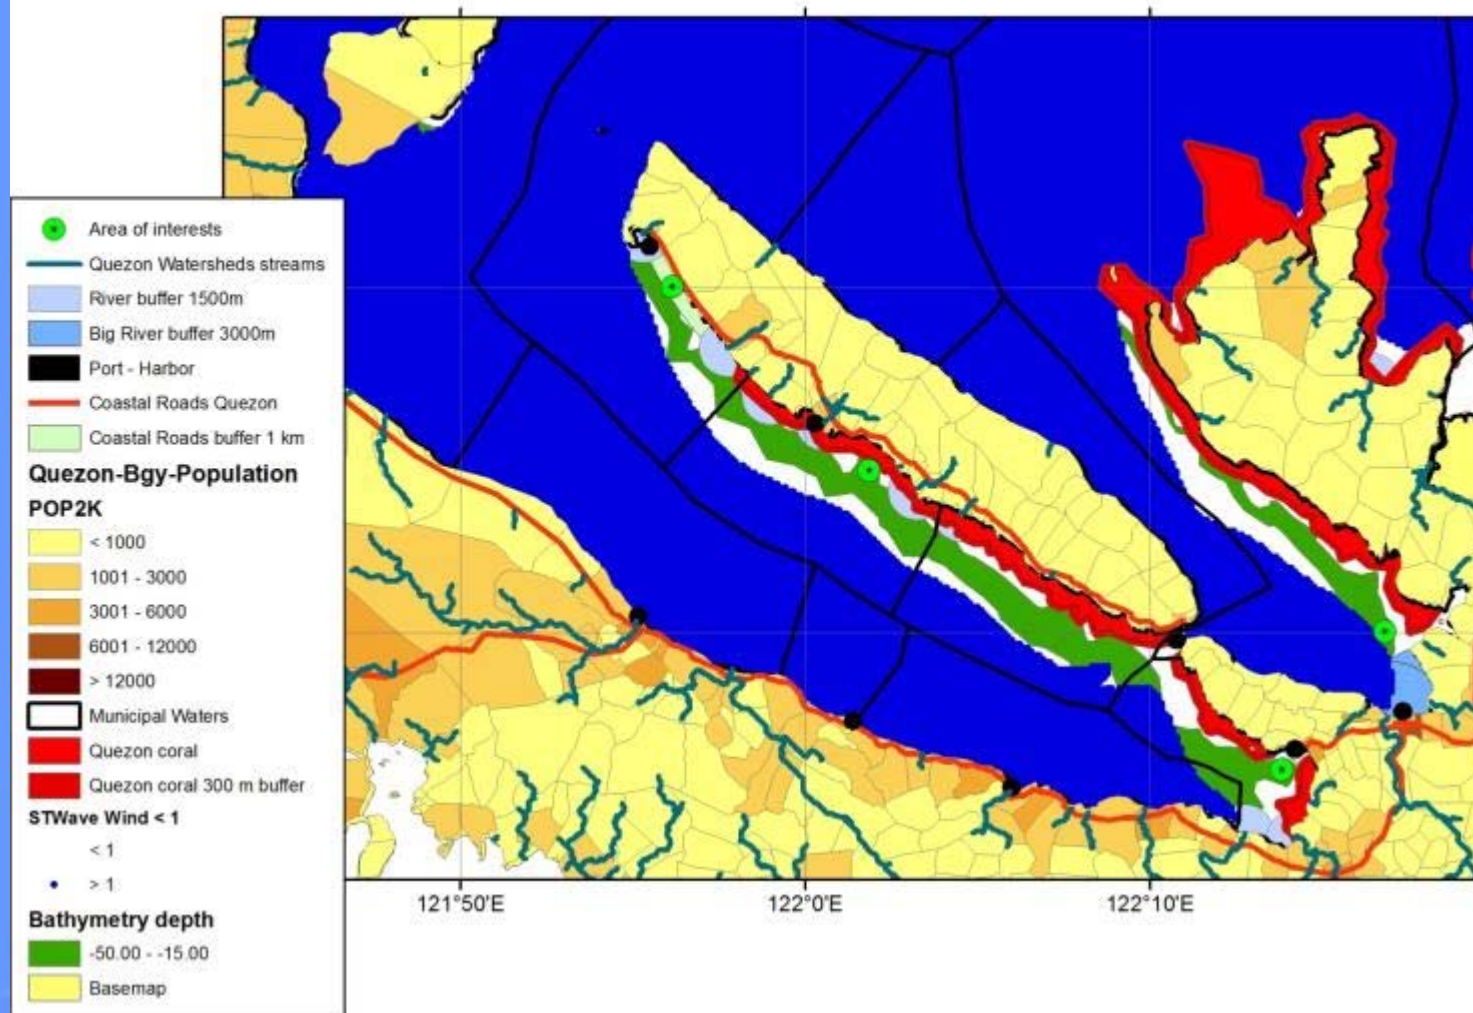 Area of interests
Quezon Watersheds streams
River buffer 1500m
Big River buffer 3000m
Port - Harbor
Coastal Roads Quezon
Coastal Roads buffer 1 km
Quezon-Bgy-Population
POP2K
< 1000
1001 - 3000
3001 - 6000
6001 - 12000
> 12000
Municipal Waters
Quezon coral
Quezon coral 300 m buffer
STWave Wind < 1
< 1
> 1
Bathymetry depth
-50.00 - -15.00
Basemap
121°50'E 122°0'E 122°10'E